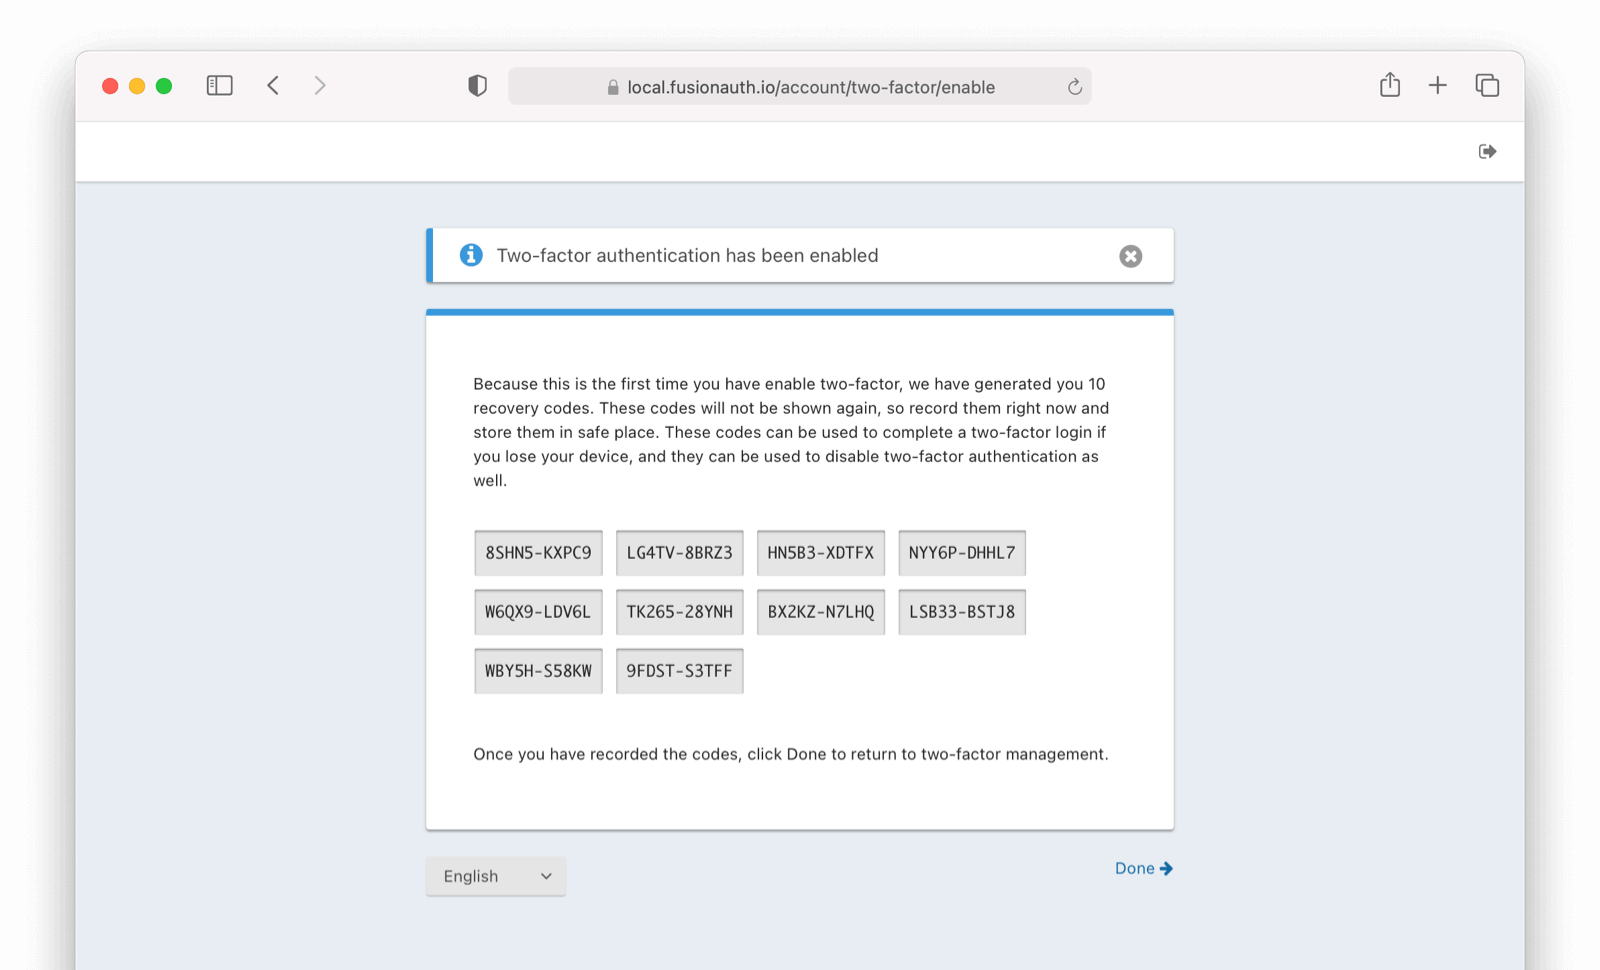 local.fusionauth.io/account/two-factor/enable
Two-factor authentication has been enabled
Because this is the first time you have enable two-factor, we have generated you 10
recovery codes. These codes will not be shown again, so record them right now and
store them in safe place. These codes can be used to complete a two-factor login if
you lose your device, and they can be used to disable two-factor authentication as
well.
8SHN5-KXPC9 LG4TV-8BRZ3 HN5B3-XDTFX NYY6P-DHHL7
W6QX9-LDV6L TK265-28YNH BX2KZ-N7LHQ LSB33-BSTJ8
WBY5H-S58KW 9FDST-S3TFF
Once you have recorded the codes, click Done to return to two-factor management.
English
Done